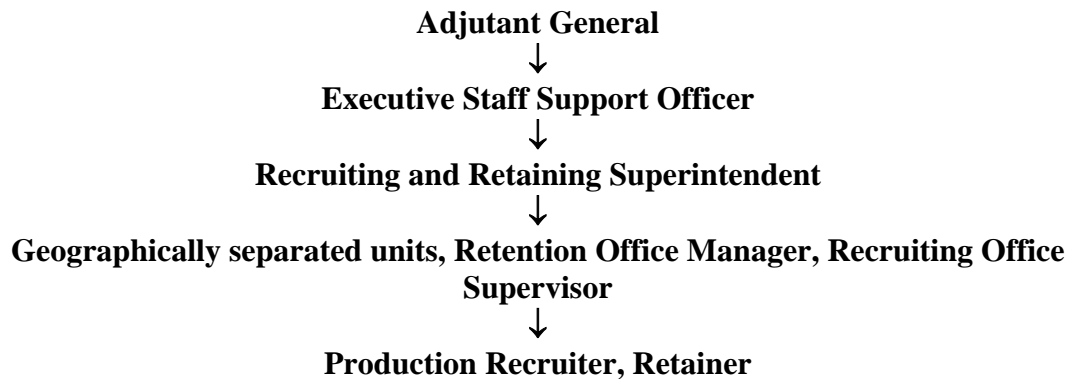 Adjutant General
↓
Executive Staff Support Officer
↓
Recruiting and Retaining Superintendent
↓
Geographically separated units, Retention Office Manager, Recruiting Office
Supervisor
↓
Production Recruiter, Retainer